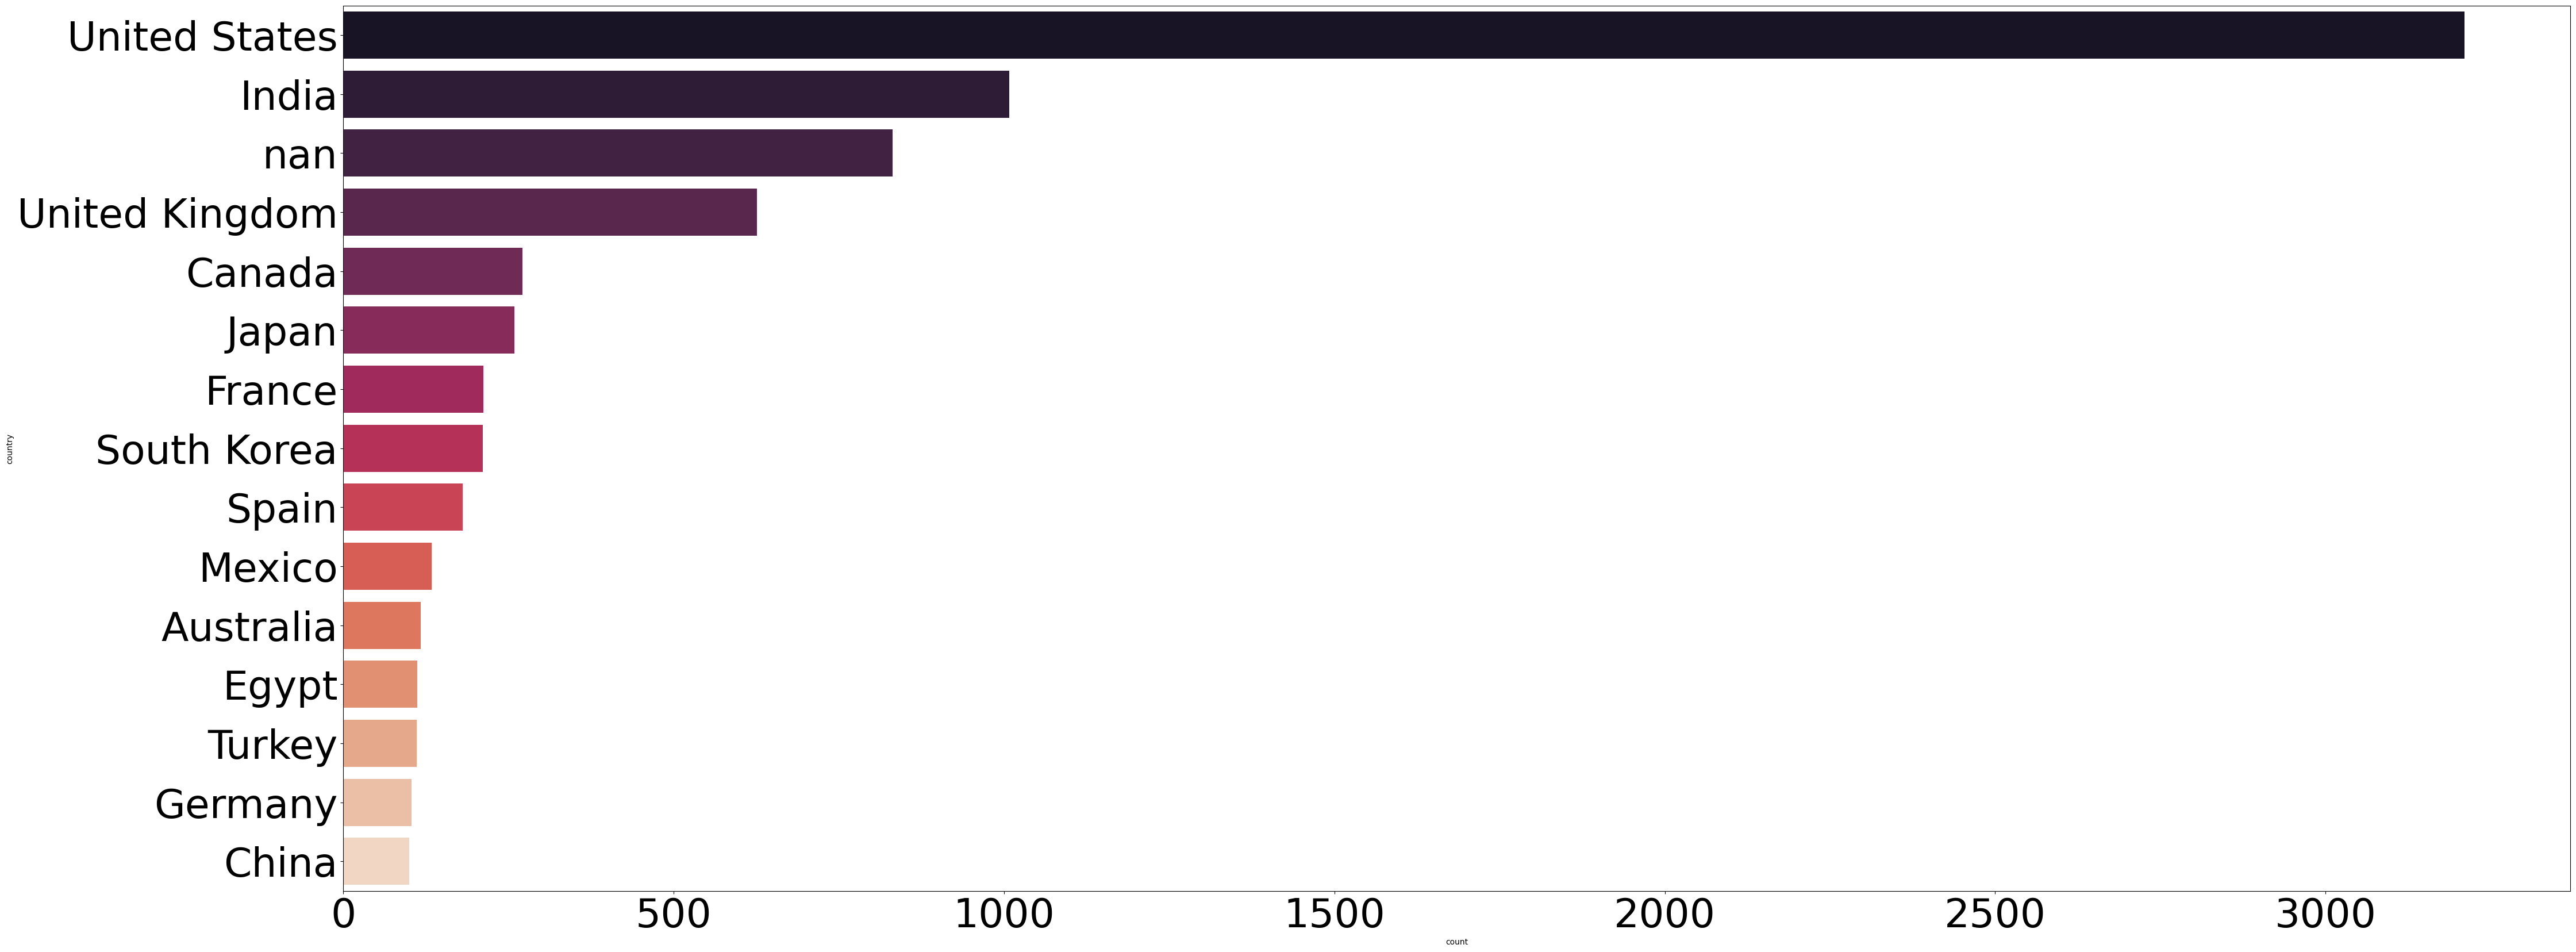 United States
India
nan
United Kingdom
Canada
Japan
France
South Korea
Spain
Mexico
Australia
Egypt
Turkey
Germany
China
country
0 500 1000 1500 2000 2500 3000
count